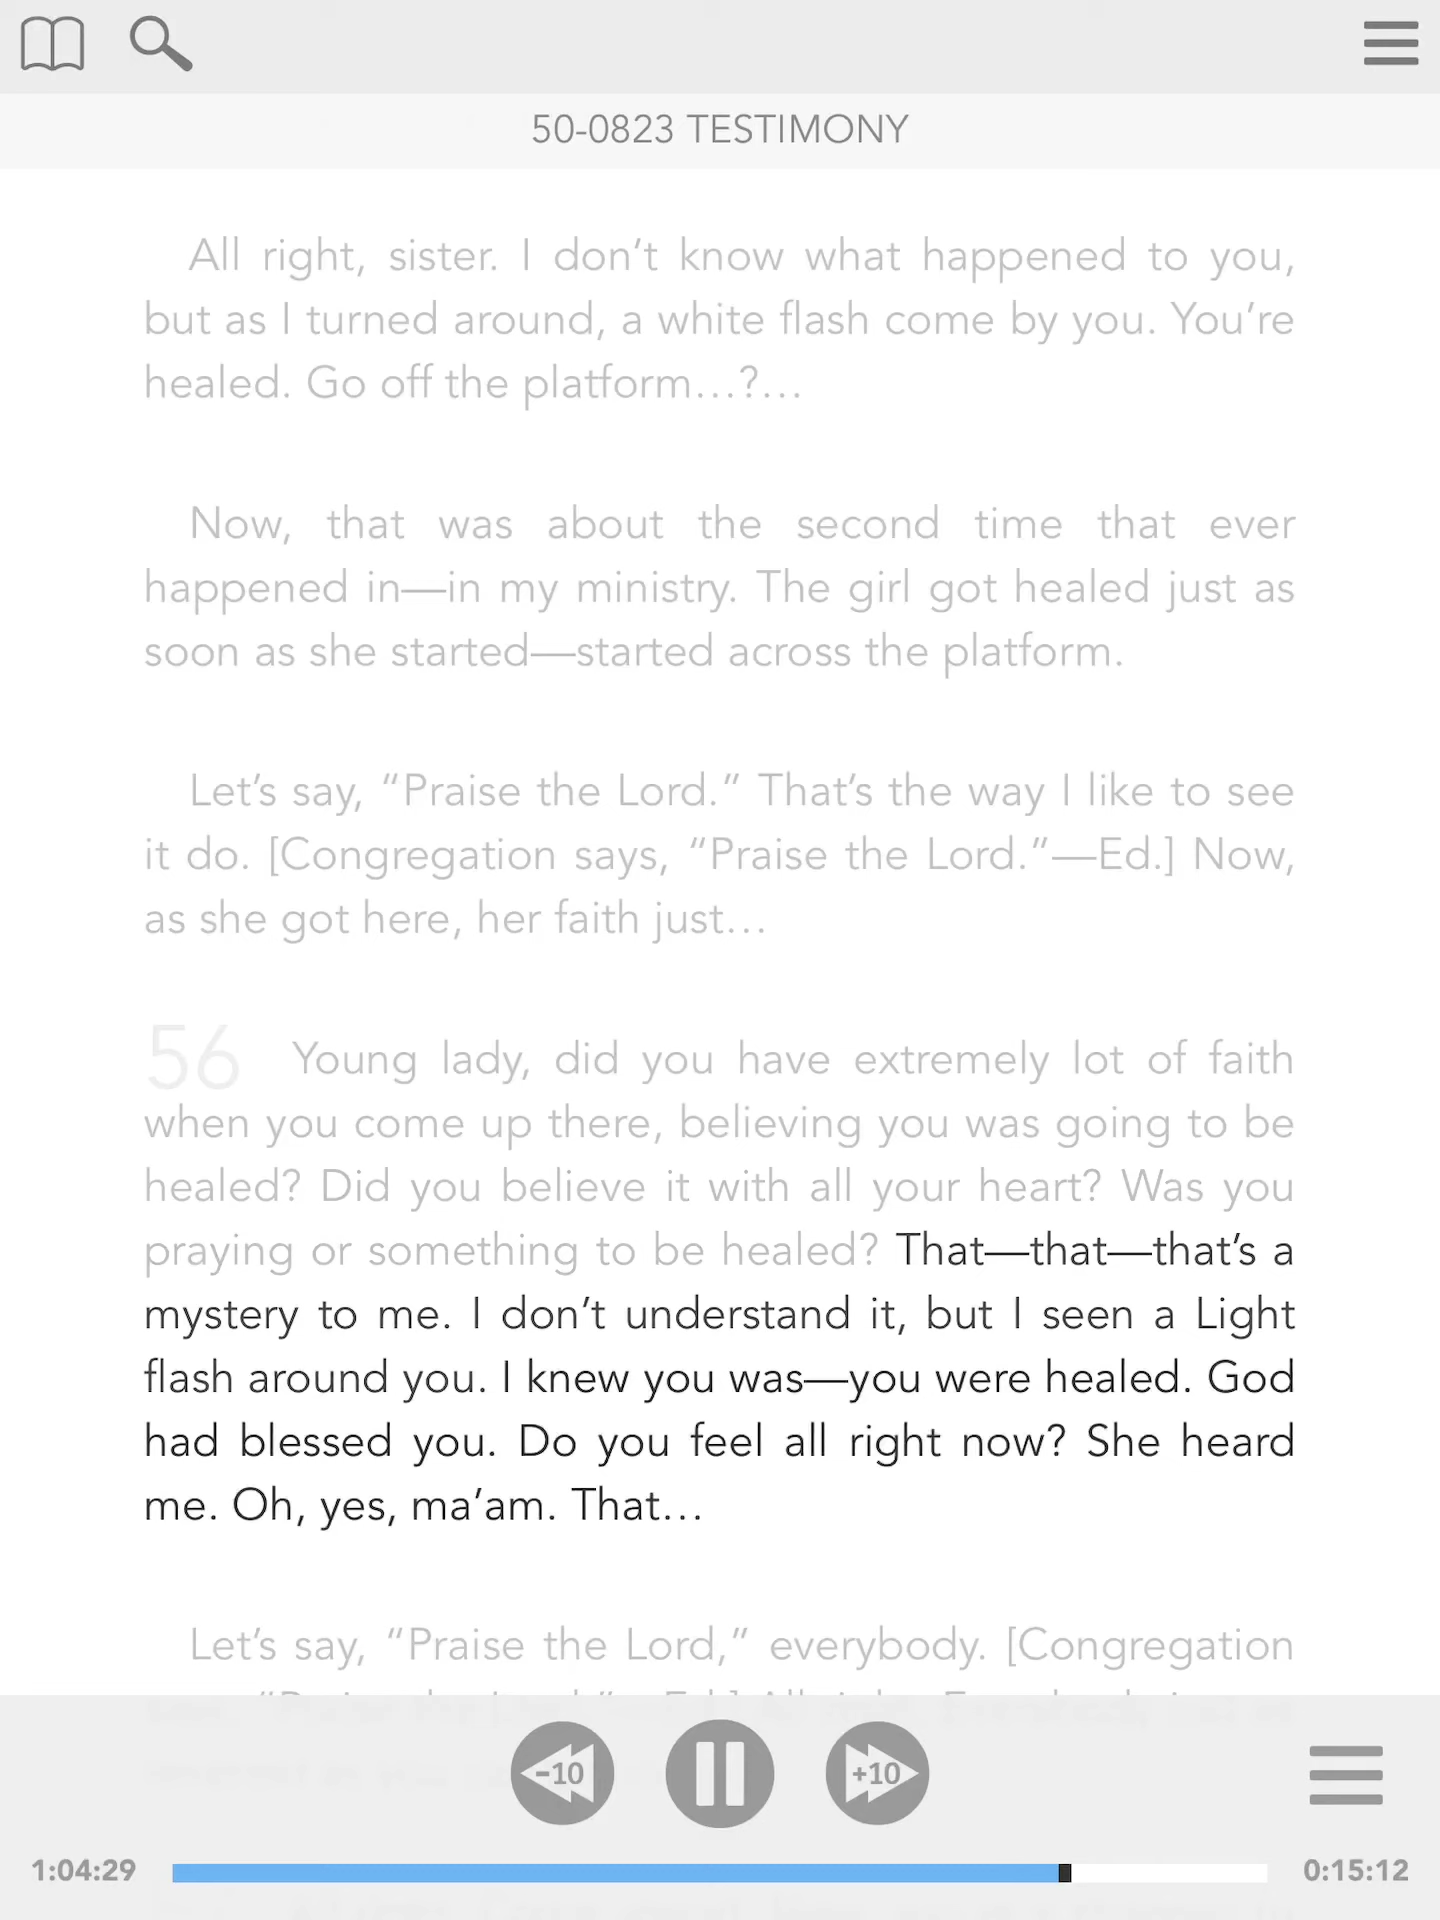 50-0823 TESTIMONY
All right, sister. I don’t know what happened to you,
but as I turned around, a white flash come by you. You’re
healed. Go off the platform…?…
Now, that was about the second time that ever
happened in—in my ministry. The girl got healed just as
soon as she started—started across the platform.
Let’s say, “Praise the Lord.” That’s the way I like to see
it do. [Congregation says, “Praise the Lord.”—Ed.] Now,
as she got here, her faith just…
56 Young lady, did you have extremely lot of faith
when you come up there, believing you was going to be
healed? Did you believe it with all your heart? Was you
praying or something to be healed? That—that—that’s a
mystery to me. I don’t understand it, but I seen a Light
flash around you. I knew you was—you were healed. God
had blessed you. Do you feel all right now? She heard
me. Oh, yes, ma’am. That…
Let’s say, “Praise the Lord,” everybody. [Congregation
-10 +10
1:04:29 0:15:12